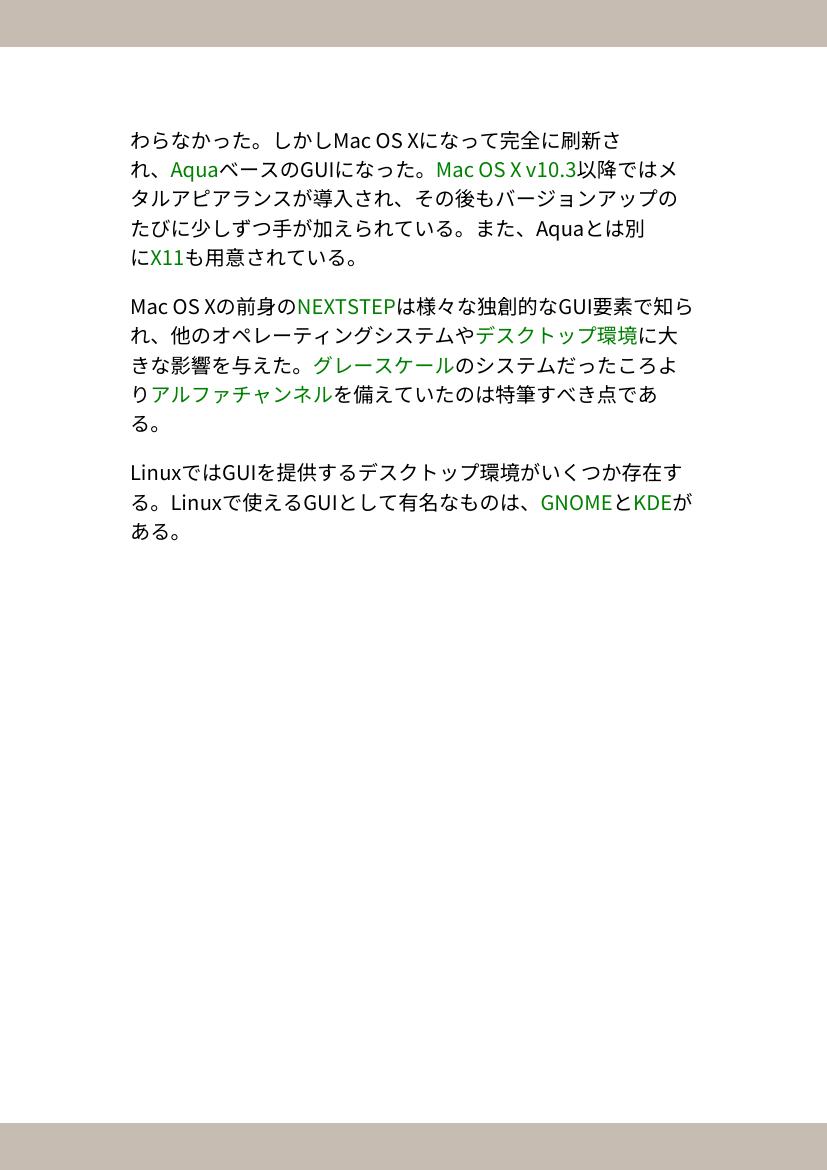 わらなかった。しかしMac OS Xになって完全に刷新さ
れ、AquaベースのGUIになった。Mac OS X v10.3以降ではメ
タルアピアランスが導入され、その後もバージョンアップの
たびに少しずつ手が加えられている。また、Aquaとは別
にX11も用意されている。
Mac OS Xの前身のNEXTSTEPは様々な独創的なGUI要素で知ら
れ、他のオペレーティングシステムやデスクトップ環境に大
きな影響を与えた。グレースケールのシステムだったころよ
りアルファチャンネルを備えていたのは特筆すべき点であ
る。
LinuxではGUIを提供するデスクトップ環境がいくつか存在す
る。Linuxで使えるGUIとして有名なものは、GNOMEとKDEが
ある。